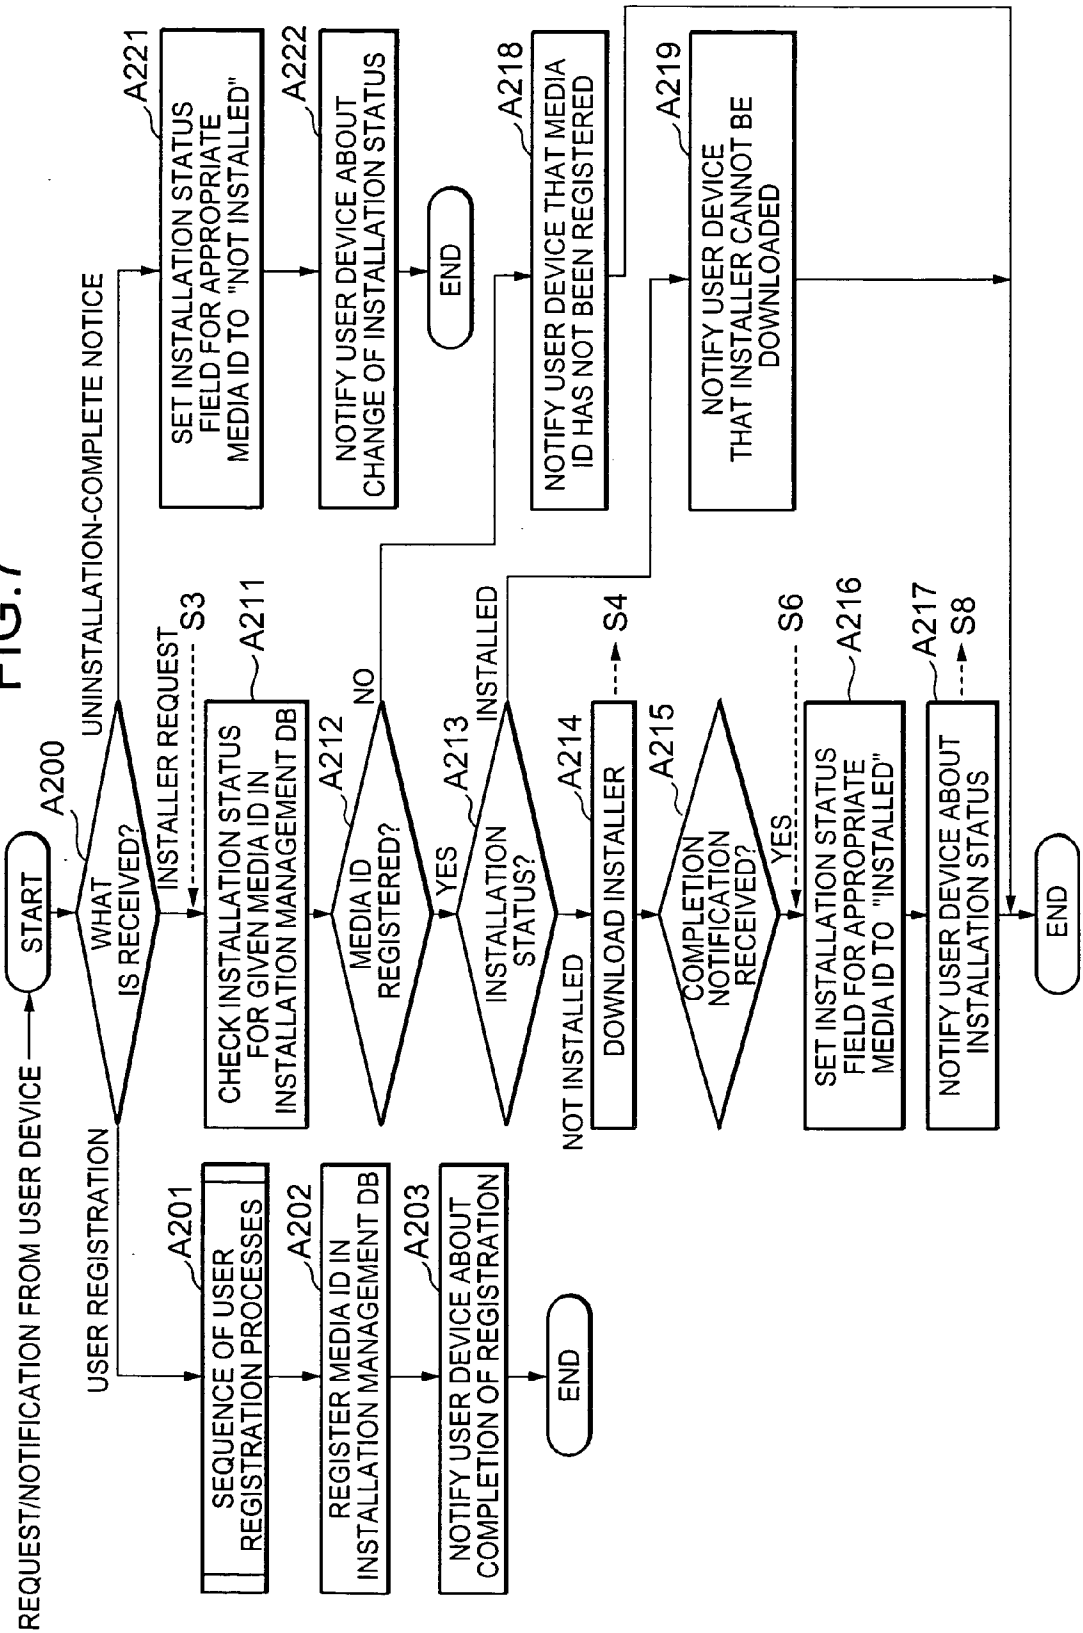 FIG.7
REQUEST/NOTIFICATION FROM USER DEVICE
START
A200
WHAT
IS RECEIVED?
USER REGISTRATION
INSTALLER REQUEST
UNINSTALLATION-COMPLETE NOTICE
A201
SEQUENCE OF USER
REGISTRATION PROCESSES
A202
REGISTER MEDIA ID IN
INSTALLATION MANAGEMENT DB
A203
NOTIFY USER DEVICE ABOUT
COMPLETION OF REGISTRATION
END
S3
A211
CHECK INSTALLATION STATUS
FOR GIVEN MEDIA ID IN
INSTALLATION MANAGEMENT DB
A212
MEDIA ID
REGISTERED?
NO
YES
A213
INSTALLATION
STATUS?
INSTALLED
NOT INSTALLED
A214
DOWNLOAD INSTALLER
S4
A215
COMPLETION
NOTIFICATION
RECEIVED?
YES
S6
A216
SET INSTALLATION STATUS
FIELD FOR APPROPRIATE
MEDIA ID TO "INSTALLED"
A217
NOTIFY USER DEVICE ABOUT
INSTALLATION STATUS
S8
END
A221
SET INSTALLATION STATUS
FIELD FOR APPROPRIATE
MEDIA ID TO "NOT INSTALLED"
A222
NOTIFY USER DEVICE ABOUT
CHANGE OF INSTALLATION STATUS
END
A218
NOTIFY USER DEVICE THAT MEDIA
ID HAS NOT BEEN REGISTERED
A219
NOTIFY USER DEVICE
THAT INSTALLER CANNOT BE
DOWNLOADED